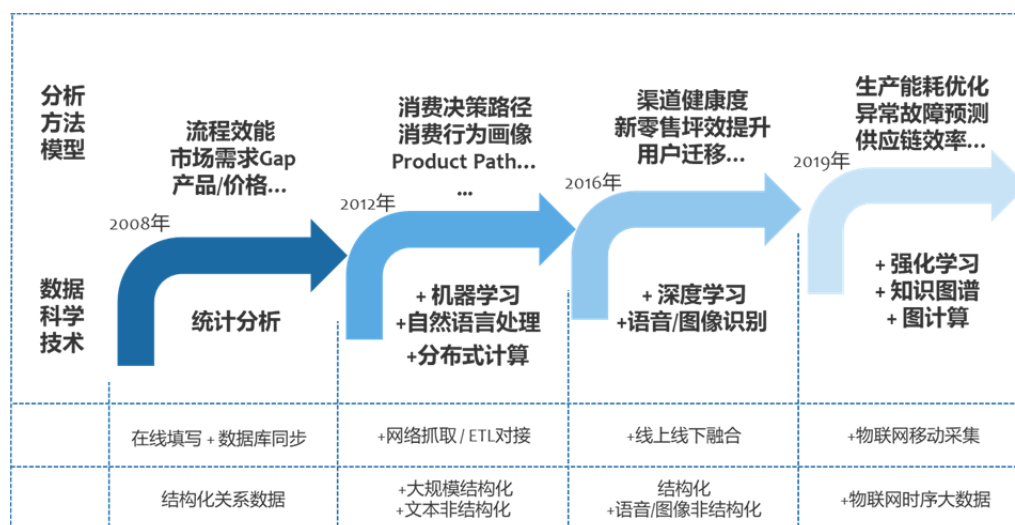 分析
方法
模型
流程效能
市场需求Gap
产品/价格...
消费决策路径
消费行为画像
Product Path...
...
渠道健康度
新零售坪效提升
用户迁移...
生产能耗优化
异常故障预测
供应链效率...
2008年
2012年
2016年
2019年
数据
科学
技术
统计分析
+ 机器学习
+自然语言处理
+分布式计算
+ 深度学习
+语音/图像识别
+ 强化学习
+ 知识图谱
+ 图计算
在线填写 + 数据库同步
+网络抓取 / ETL对接
+线上线下融合
+物联网移动采集
结构化关系数据
+大规模结构化
+文本非结构化
结构化
+语音/图像非结构化
+物联网时序大数据